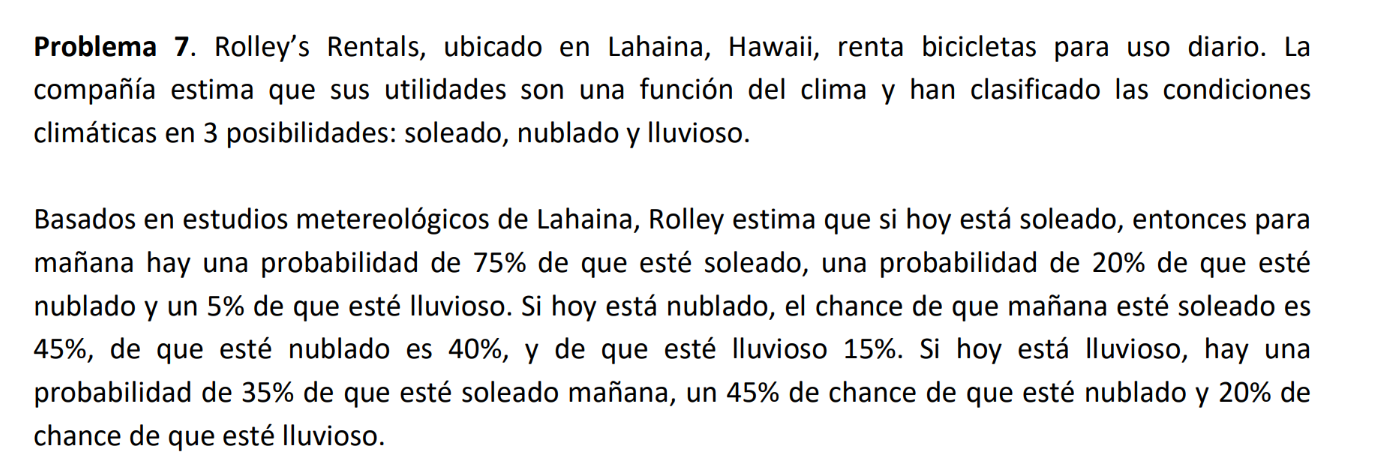 Problema 7. Rolley’s Rentals, ubicado en Lahaina, Hawaii, renta bicicletas para uso diario. La
compañía estima que sus utilidades son una función del clima y han clasificado las condiciones
climáticas en 3 posibilidades: soleado, nublado y lluvioso.
Basados en estudios metereológicos de Lahaina, Rolley estima que si hoy está soleado, entonces para
mañana hay una probabilidad de 75% de que esté soleado, una probabilidad de 20% de que esté
nublado y un 5% de que esté lluvioso. Si hoy está nublado, el chance de que mañana esté soleado es
45%, de que esté nublado es 40%, y de que esté lluvioso 15%. Si hoy está lluvioso, hay una
probabilidad de 35% de que esté soleado mañana, un 45% de chance de que esté nublado y 20% de
chance de que esté lluvioso.